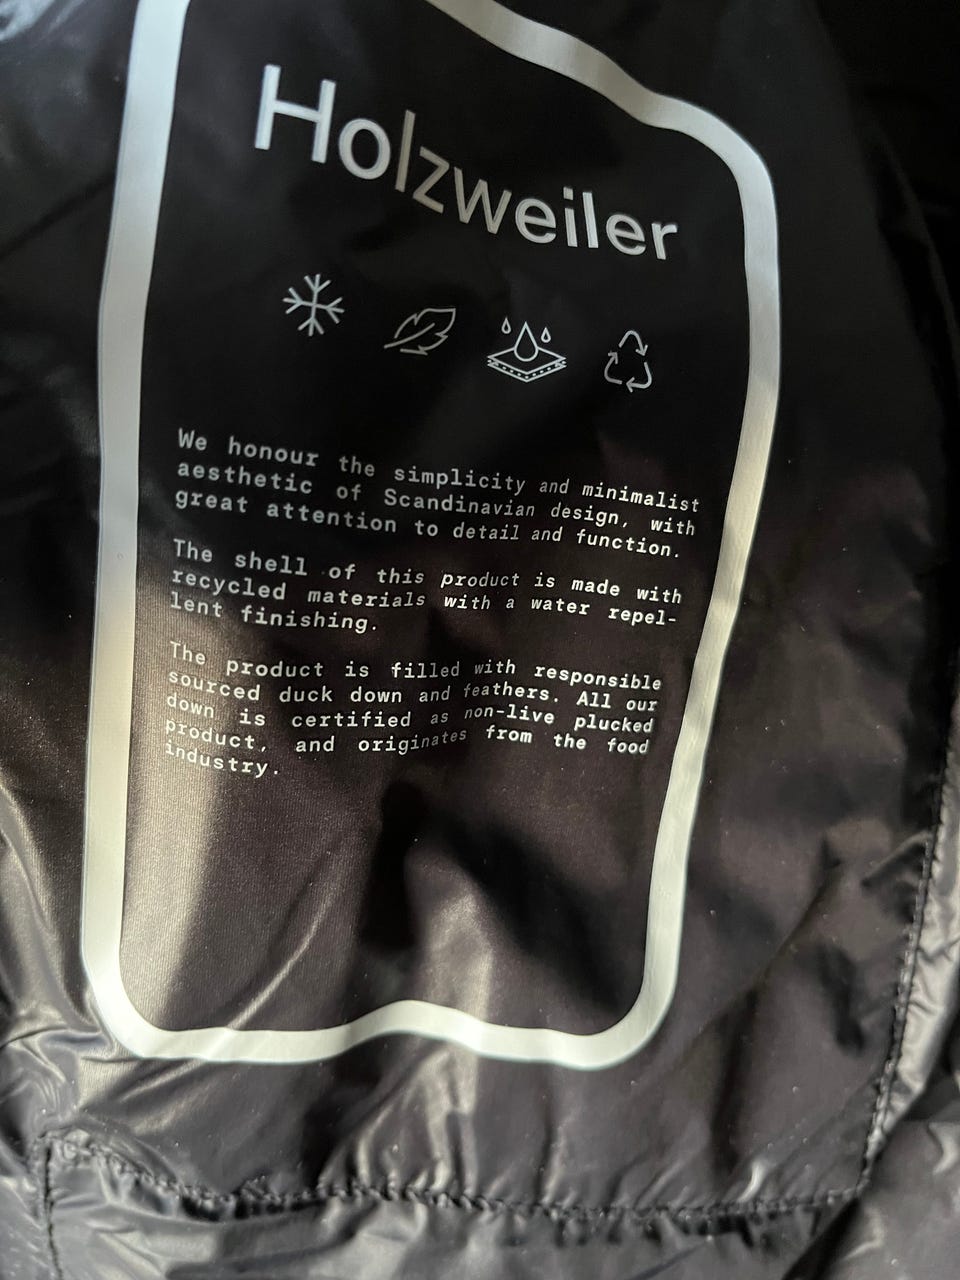 Holzweiler
We honour the simplicity and minimalist
aesthetic of Scandinavian design, with
great attention to detail and function.
The shell of this product is made with
recycled materials with a water repel-
lent finishing.
The product is filled with responsible
sourced duck down and feathers. All our
down is certified as non-live plucked
product, and originates from the food
industry.